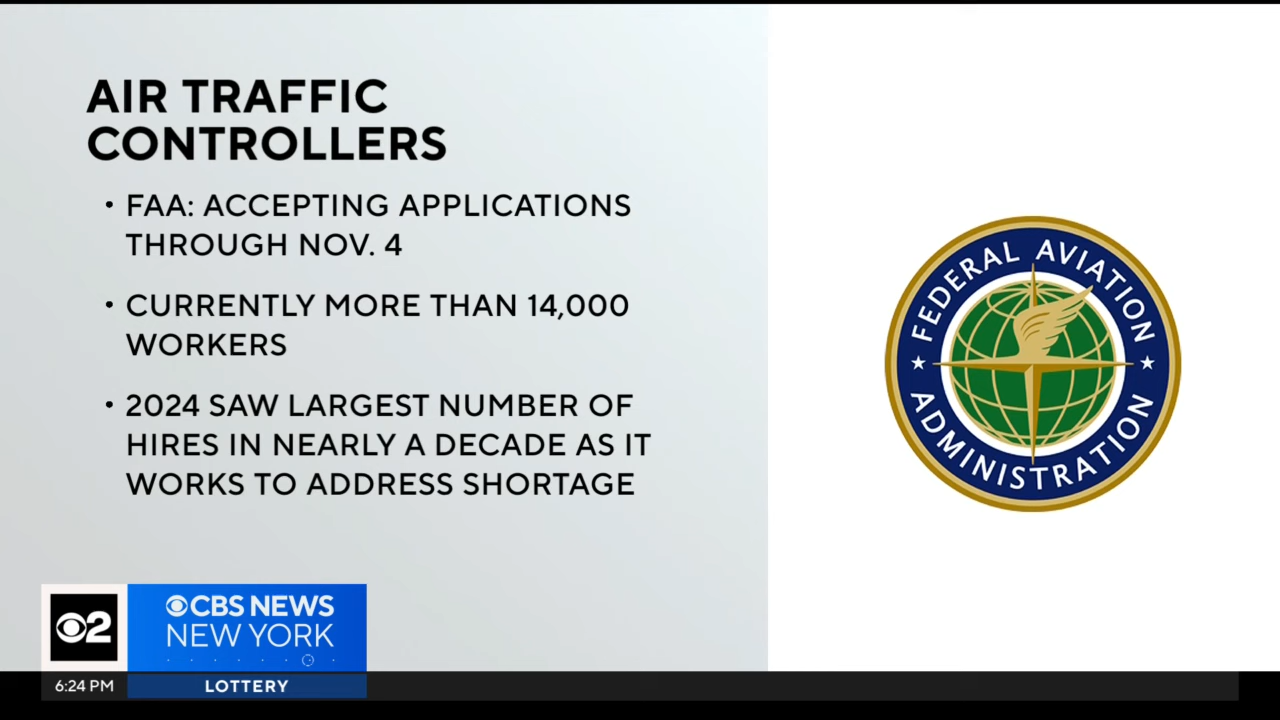 AIR TRAFFIC
CONTROLLERS
• FAA: ACCEPTING APPLICATIONS
THROUGH NOV. 4
• CURRENTLY MORE THAN 14,000
WORKERS
• 2024 SAW LARGEST NUMBER OF
HIRES IN NEARLY A DECADE AS IT
WORKS TO ADDRESS SHORTAGE
FEDERAL AVIATION
ADMINISTRATION
2
CBS NEWS
NEW YORK
6:24 PM
LOTTERY